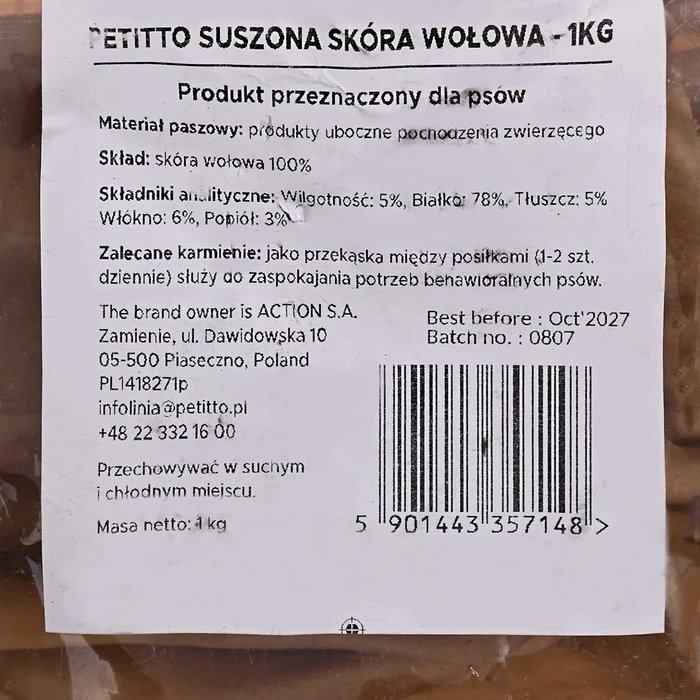 PETITTO SUSZONA SKÓRA WOŁOWA - 1KG
Produkt przeznaczony dla psów
Materiał paszowy: produkty uboczne pochodzenia zwierzęcego
Skład: skóra wołowa 100%
Składniki analityczne: Wilgotność: 5%, Białko: 78%, Tłuszcz: 5%
Włókno: 6%, Popiół: 3%
Zalecane karmienie: jako przekąska między posiłkami (1-2 szt.
dziennie) służy do zaspokajania potrzeb behawioralnych psów.
The brand owner is ACTION S.A.
Zamienie, ul. Dawidowska 10
05-500 Piaseczno, Poland
PL1418271p
infolinia@petitto.pl
+48 22 332 16 00
Best before : Oct'2027
Batch no. : 0807
Przechowywać w suchym
i chłodnym miejscu.
Masa netto: 1 kg
5 901443 357148 >